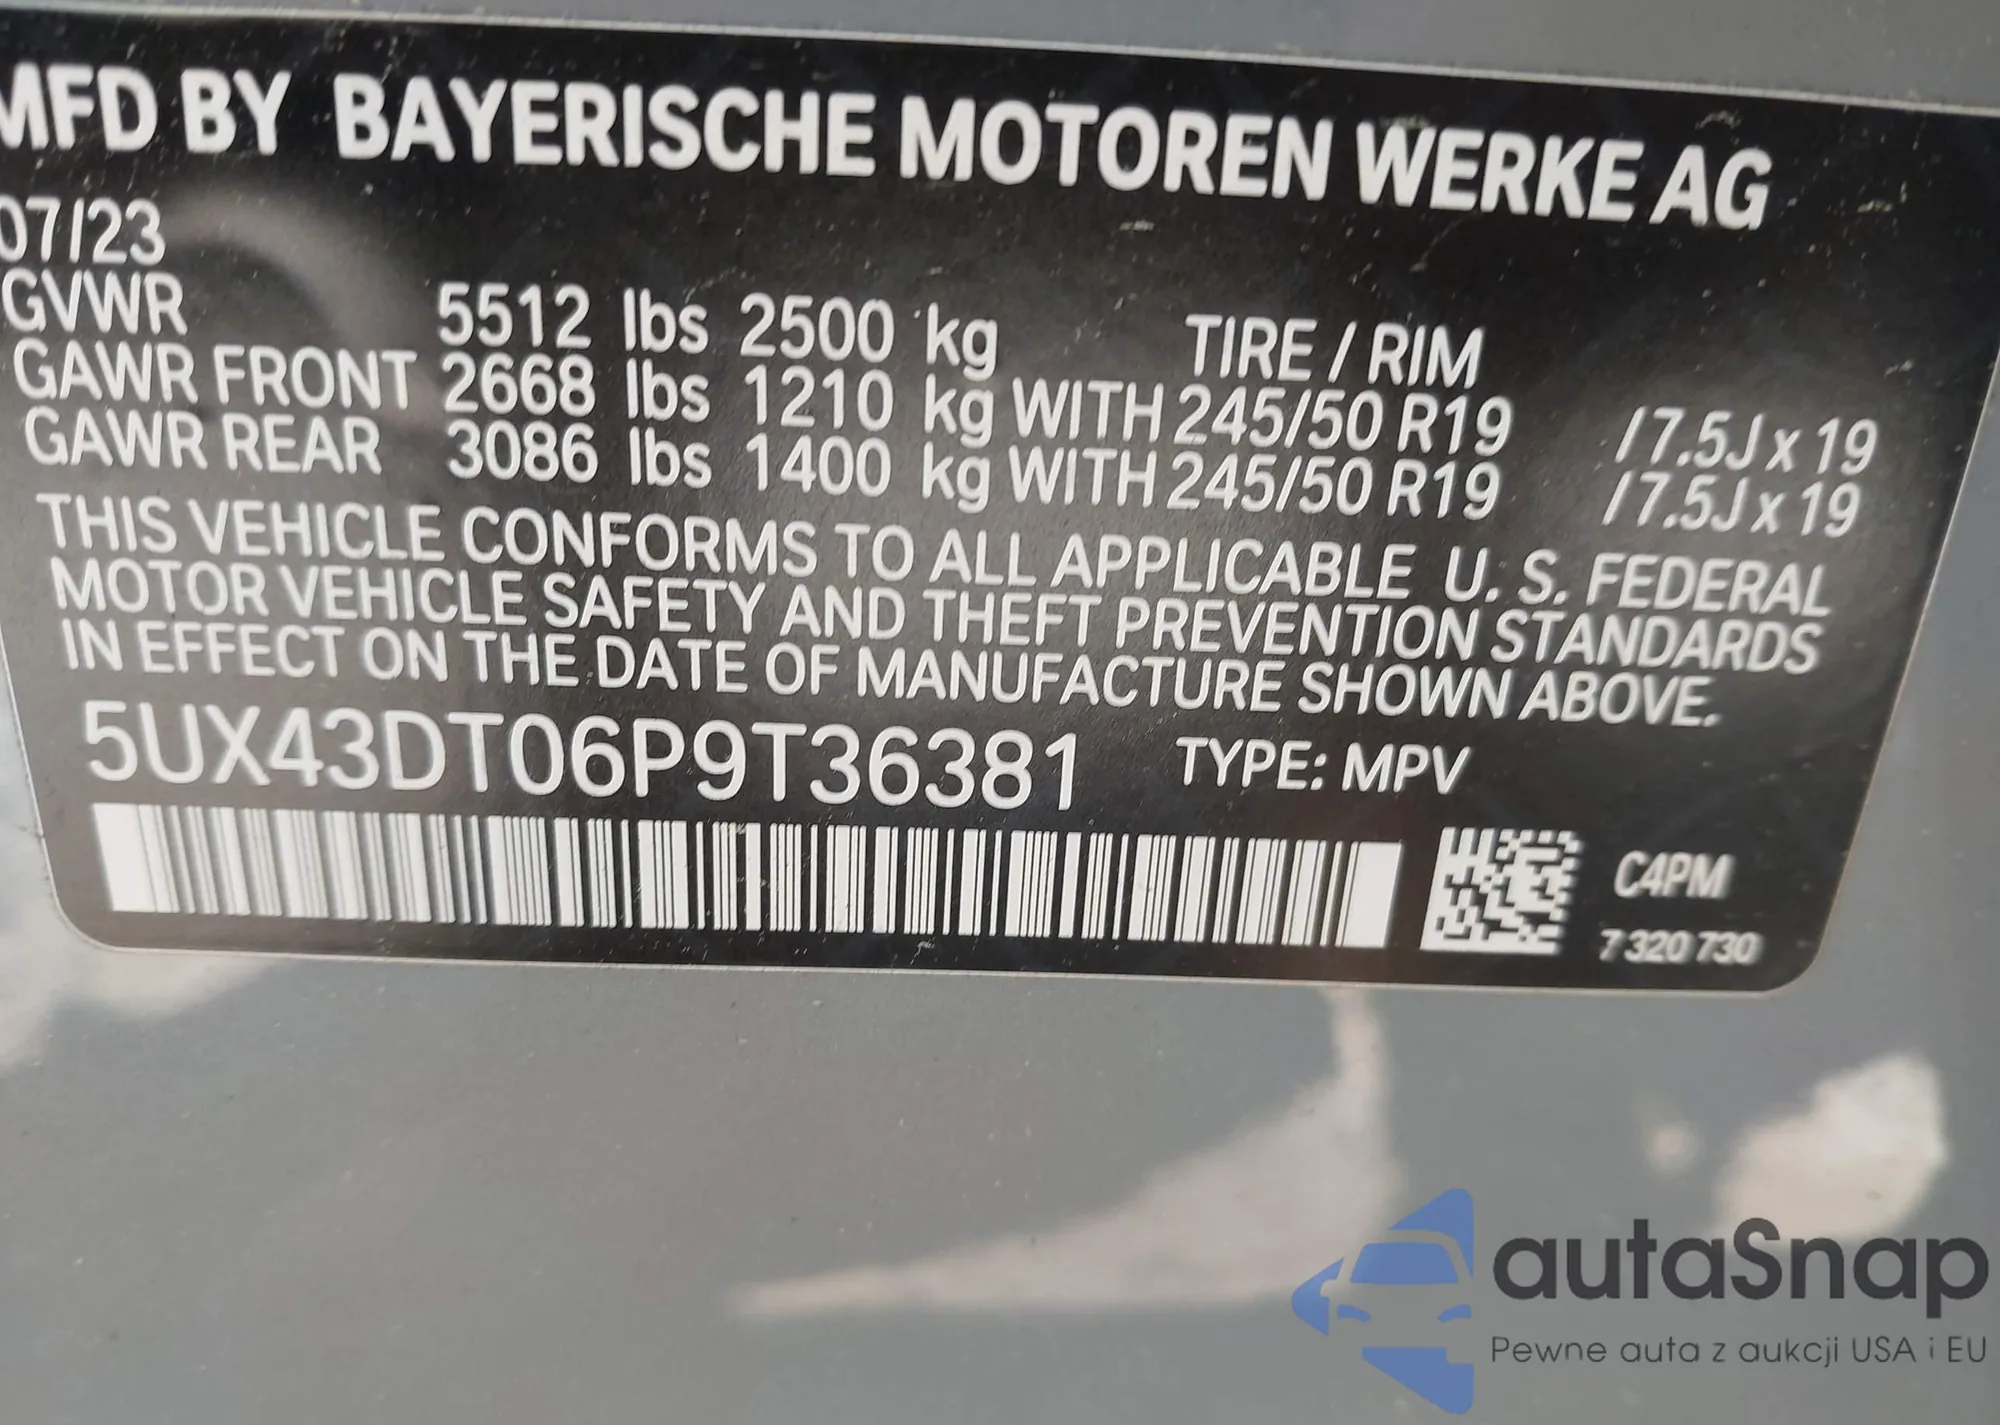 MFD BY BAYERISCHE MOTOREN WERKE AG
07/23
GVWR 5512 lbs 2500 kg TIRE / RIM
GAWR FRONT 2668 lbs 1210 kg WITH 245/50 R19 / 7.5J x 19
GAWR REAR 3086 lbs 1400 kg WITH 245/50 R19 / 7.5J x 19
THIS VEHICLE CONFORMS TO ALL APPLICABLE U. S. FEDERAL
MOTOR VEHICLE SAFETY AND THEFT PREVENTION STANDARDS
IN EFFECT ON THE DATE OF MANUFACTURE SHOWN ABOVE.
5UX43DT06P9T36381 TYPE: MPV
C4PM
7 320 730
autaSnap
Pewne auta z aukcji USA i EU